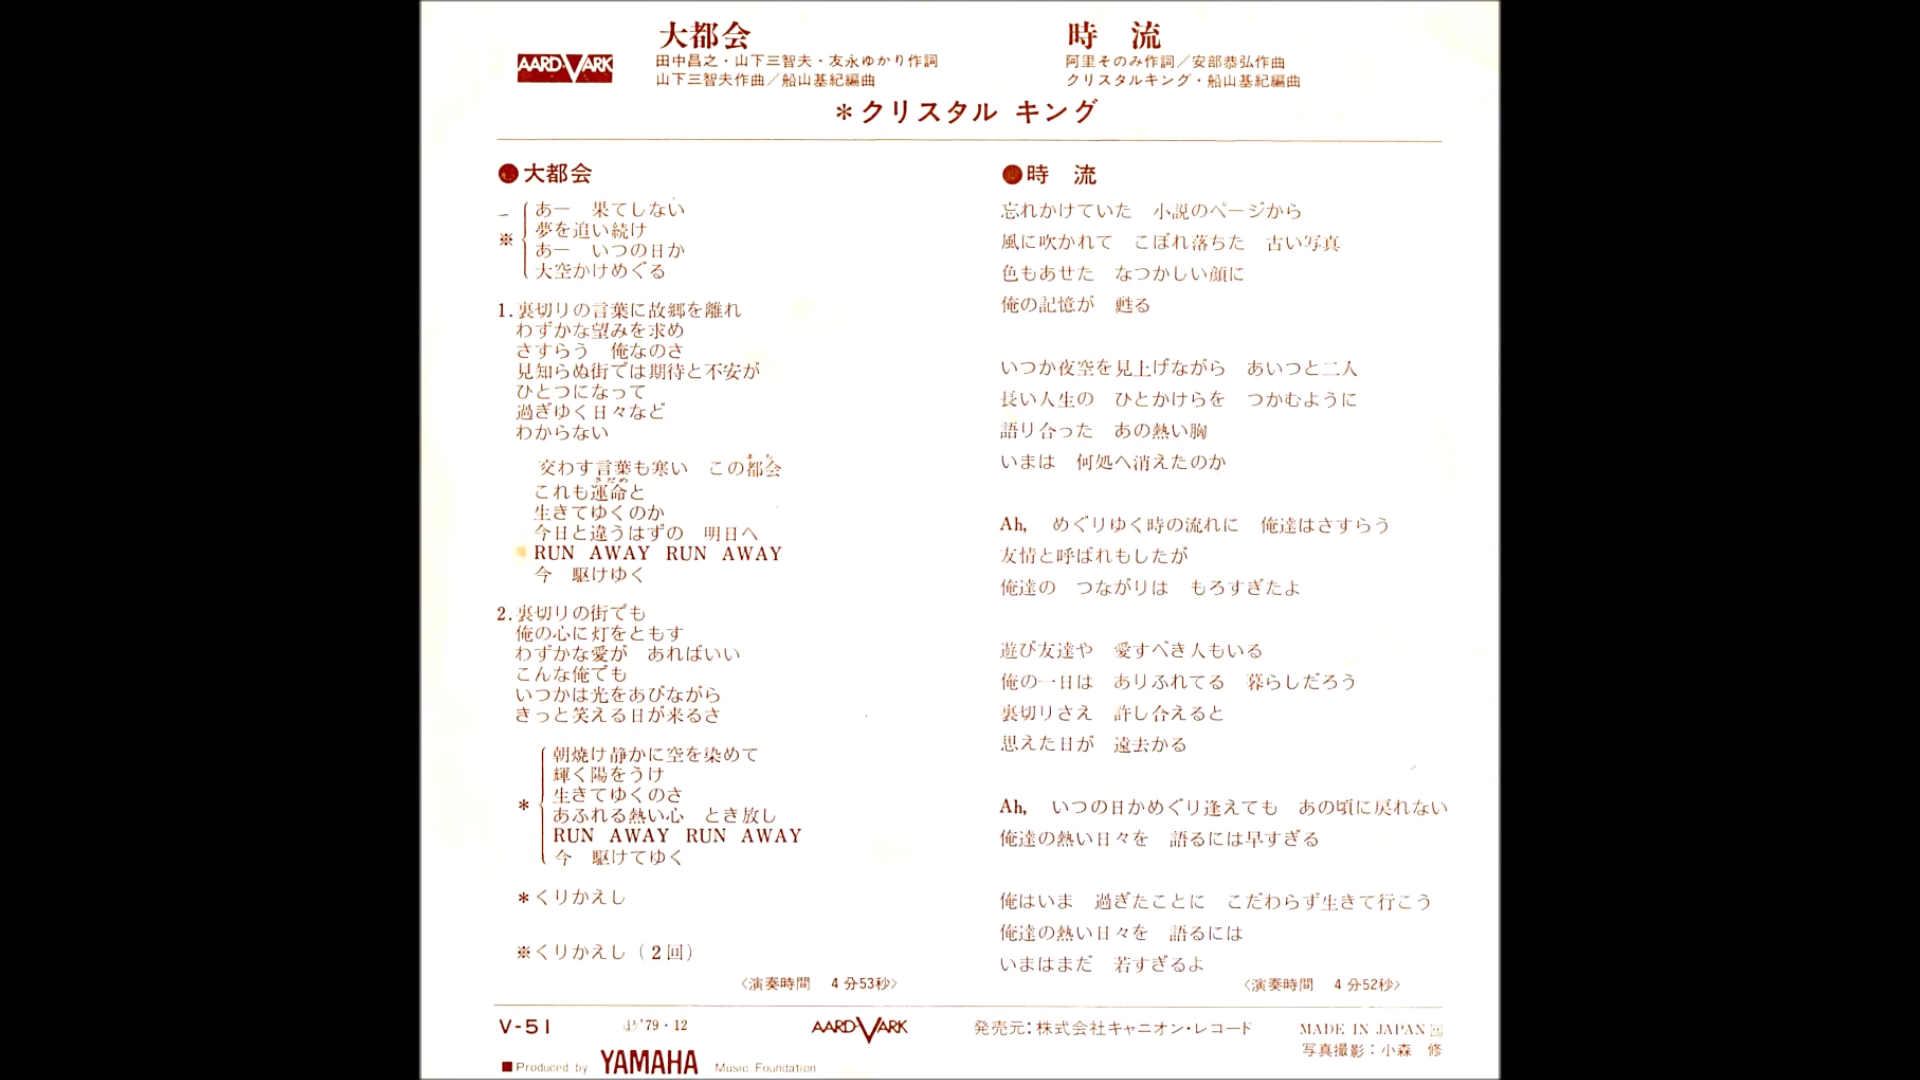 AARDVARK
大都会
田中昌之・山下三智夫・友永ゆかり作詞
山下三智夫作曲／船山基紀編曲
時　流
阿里そのみ作詞／安部恭弘作曲
クリスタルキング・船山基紀編曲
＊クリスタル キング
●大都会
※
あー　果てしない
夢を追い続け
あー　いつの日か
大空かけめぐる
1.裏切りの言葉に故郷を離れ
わずかな望みを求め
さすらう　俺なのさ
見知らぬ街では期待と不安が
ひとつになって
過ぎゆく日々など
わからない
まち
交わす言葉も寒い　この都会
さだめ
これも運命と
生きてゆくのか
今日と違うはずの　明日へ
RUN AWAY RUN AWAY
今　駆けゆく
2.裏切りの街でも
俺の心に灯をともす
わずかな愛が　あればいい
こんな俺でも
いつかは光をあびながら
きっと笑える日が来るさ
＊
朝焼け静かに空を染めて
輝く陽をうけ
生きてゆくのさ
あふれる熱い心　とき放し
RUN AWAY RUN AWAY
今　駆けてゆく
＊くりかえし
※くりかえし（2回）
〈演奏時間　4分53秒〉
●時　流
忘れかけていた　小説のページから
風に吹かれて　こぼれ落ちた　古い写真
色もあせた　なつかしい顔に
俺の記憶が　甦る
いつか夜空を見上げながら　あいつと二人
長い人生の　ひとかけらを　つかむように
語り合った　あの熱い胸
いまは　何処へ消えたのか
Ah,　めぐりゆく時の流れに　俺達はさすらう
友情と呼ばれもしたが
俺達の　つながりは　もろすぎたよ
遊び友達や　愛すべき人もいる
俺の一日は　ありふれてる　暮らしだろう
裏切りさえ　許し合えると
思えた日が　遠去かる
Ah,　いつの日かめぐり逢えても　あの頃に戻れない
俺達の熱い日々を　語るには早すぎる
俺はいま　過ぎたことに　こだわらず生きて行こう
俺達の熱い日々を　語るには
いまはまだ　若すぎるよ
〈演奏時間　4分52秒〉
V-51
Ⓟ'79・12
AARDVARK
発売元：株式会社キャニオン・レコード
MADE IN JAPAN
写真撮影：小森　修
■Produced by YAMAHA Music Foundation